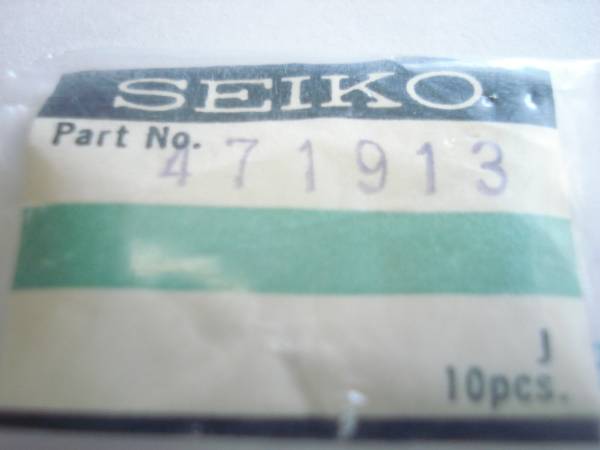 SEIKO
Part No. 471913
J
10pcs.